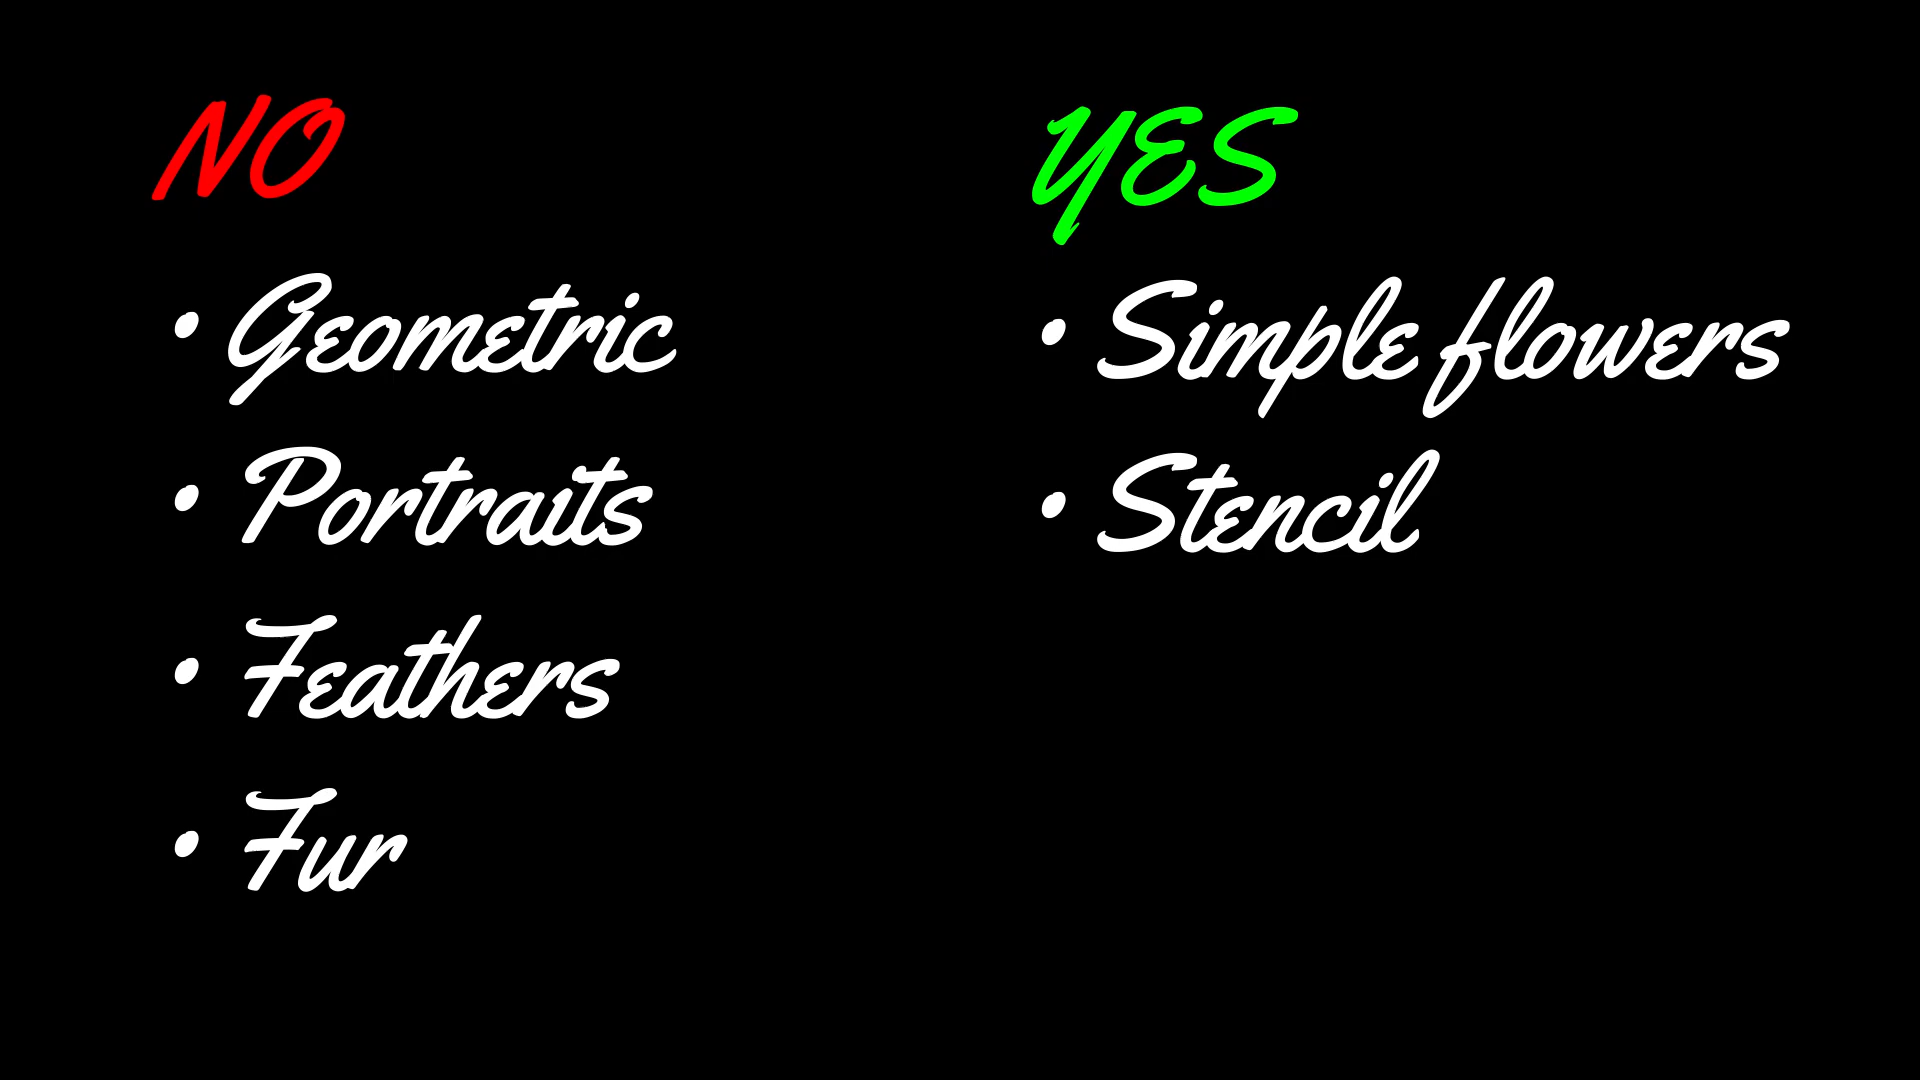 NO
• Geometric
• Portraits
• Feathers
• Fur
YES
• Simple flowers
• Stencil